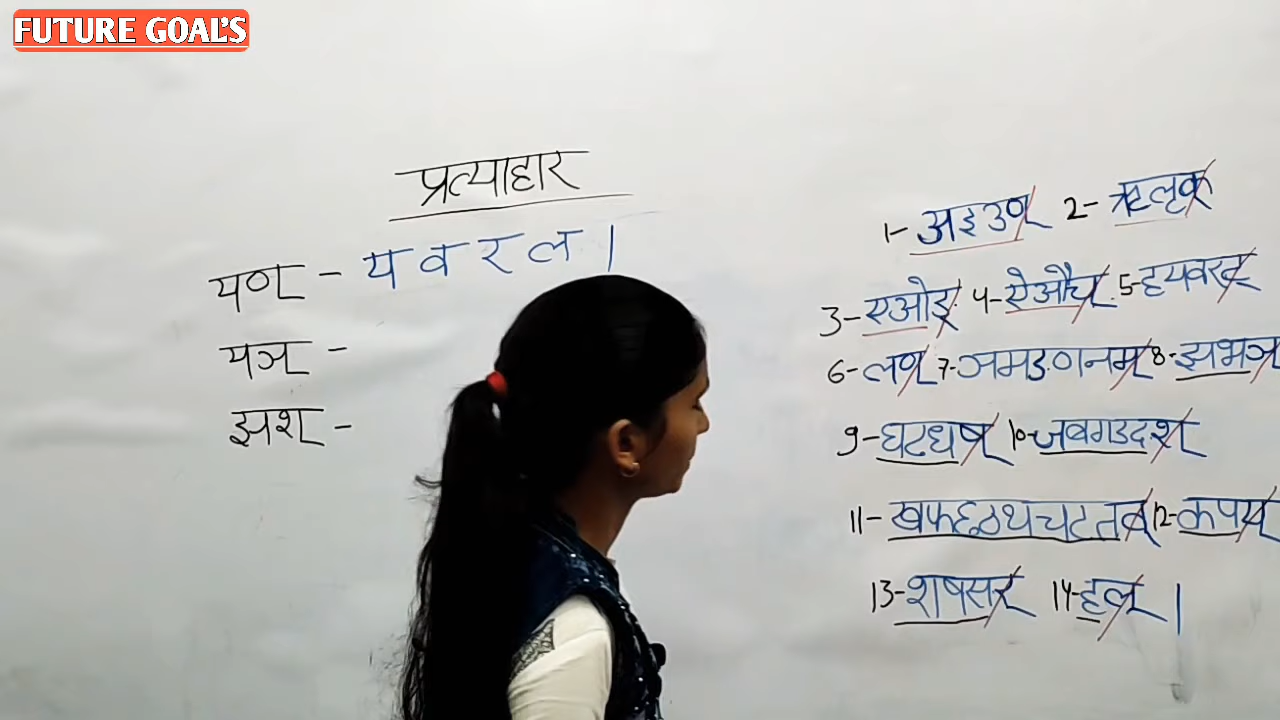 FUTURE GOAL'S
प्रत्याहार
यण् - य व र ल |
यञ् -
झश् -
1- अइउण् 2- ऋलृक्
3- एओङ् 4- ऐऔच् 5- हयवरट्
6- लण् 7- ञमङणनम् 8- झभञ्
9- घढधष् 10- जबगडदश्
11- खफछठथचटतव् 12- कपय्
13- शषसर् 14- हल् |